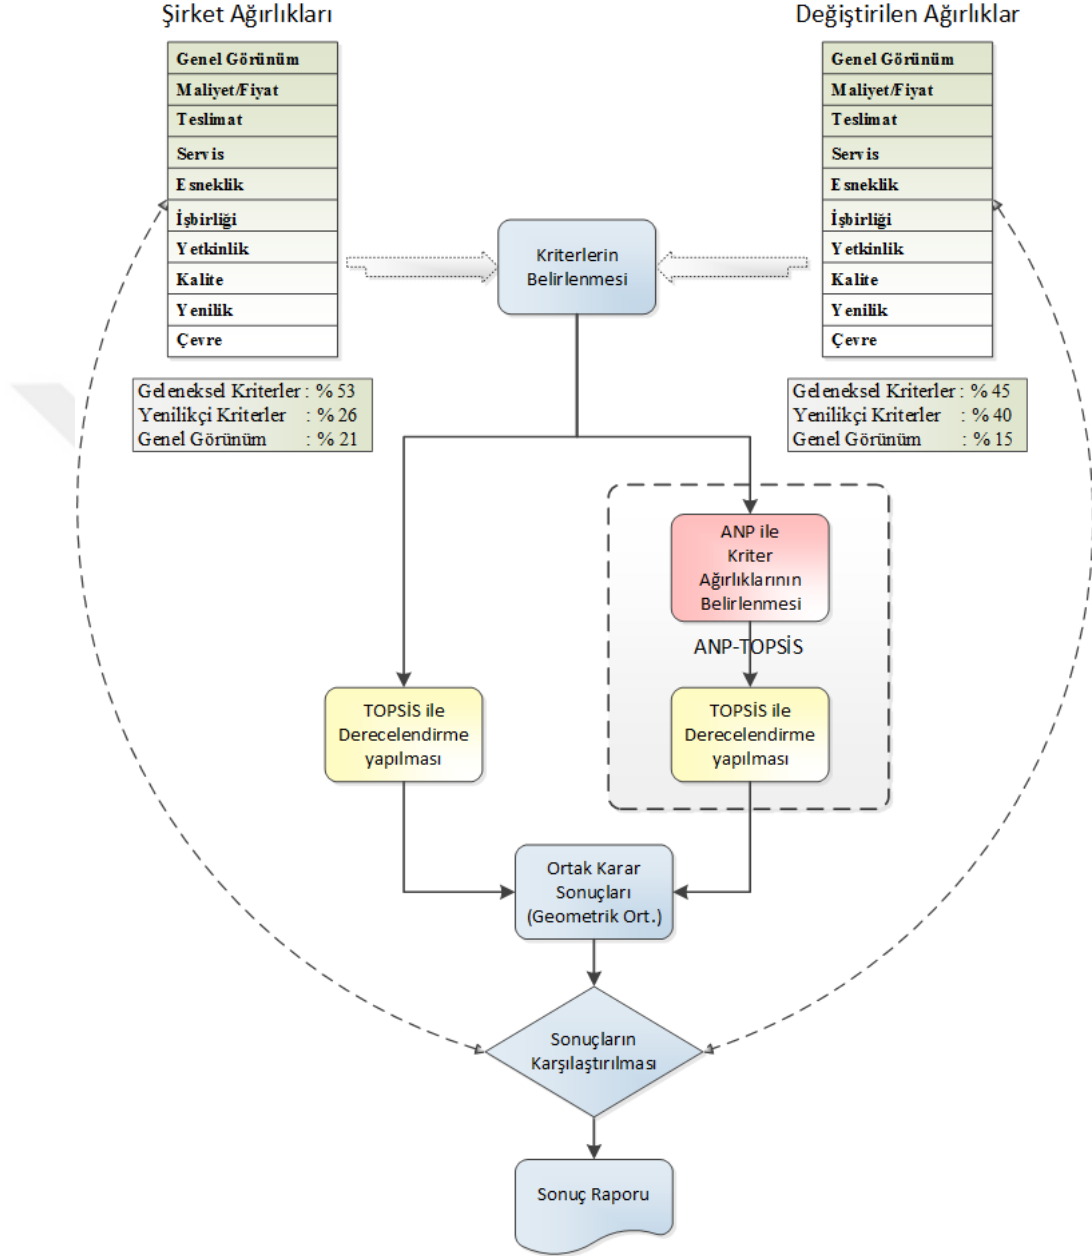 Şirket Ağırlıkları
Genel Görünüm
Maliyet/Fiyat
Teslimat
Servis
Esneklik
İşbirliği
Yetkinlik
Kalite
Yenilik
Çevre
Geleneksel Kriterler : % 53
Yenilikçi Kriterler : % 26
Genel Görünüm : % 21
Değiştirilen Ağırlıklar
Genel Görünüm
Maliyet/Fiyat
Teslimat
Servis
Esneklik
İşbirliği
Yetkinlik
Kalite
Yenilik
Çevre
Geleneksel Kriterler : % 45
Yenilikçi Kriterler : % 40
Genel Görünüm : % 15
Kriterlerin
Belirlenmesi
ANP ile
Kriter
Ağırlıklarının
Belirlenmesi
ANP-TOPSİS
TOPSİS ile
Derecelendirme
yapılması
TOPSİS ile
Derecelendirme
yapılması
Ortak Karar
Sonuçları
(Geometrik Ort.)
Sonuçların
Karşılaştırılması
Sonuç Raporu